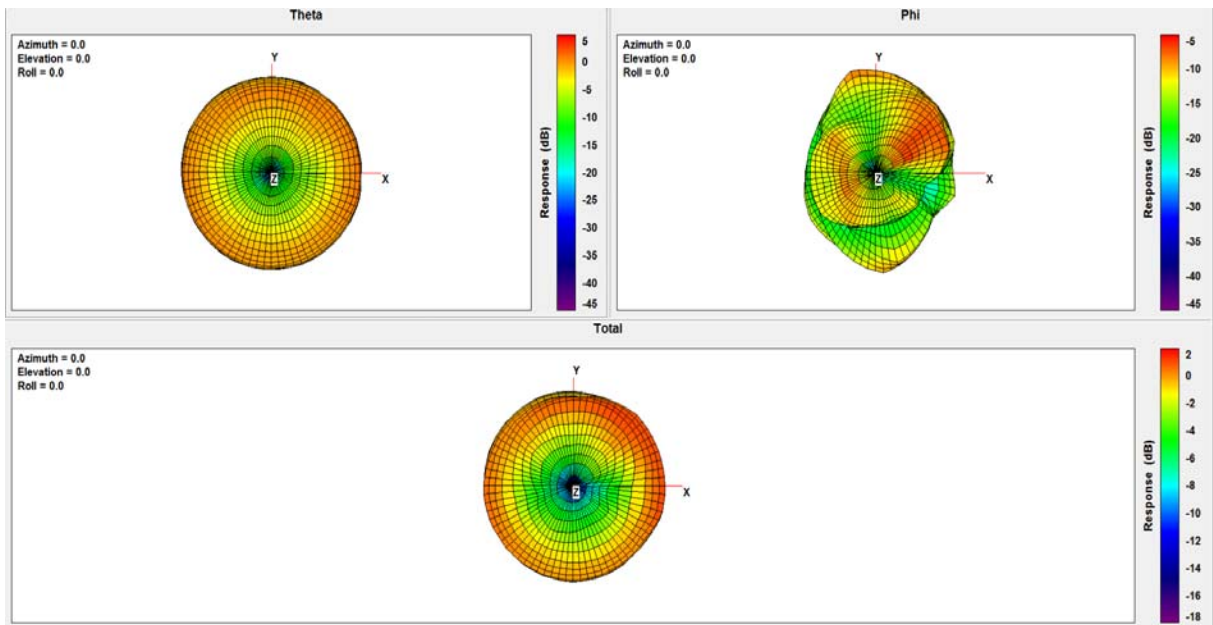 Theta
Azimuth = 0.0
Elevation = 0.0
Roll = 0.0
Y
X
Z
Response (dB)
5
0
-5
-10
-15
-20
-25
-30
-35
-40
-45
Phi
Azimuth = 0.0
Elevation = 0.0
Roll = 0.0
Y
X
Z
Response (dB)
-5
-10
-15
-20
-25
-30
-35
-40
-45
Total
Azimuth = 0.0
Elevation = 0.0
Roll = 0.0
Y
X
Z
Response (dB)
2
0
-2
-4
-6
-8
-10
-12
-14
-16
-18